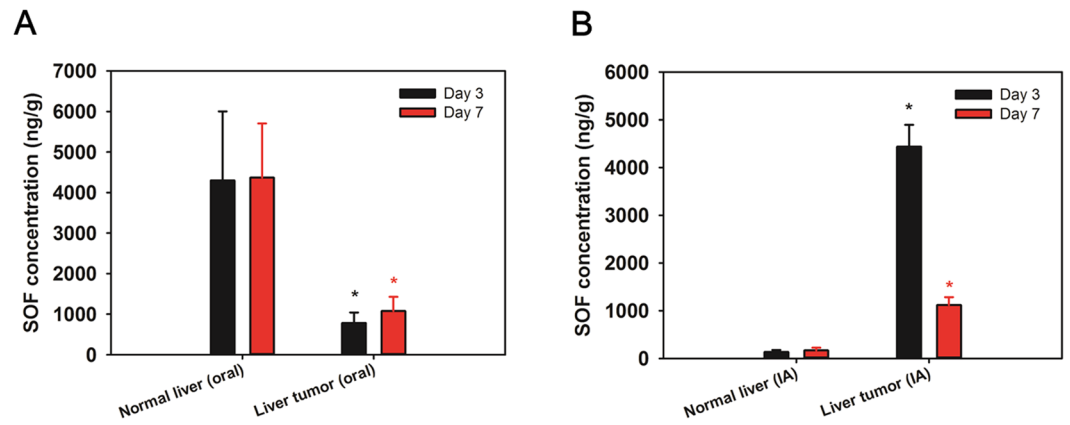 A
SOF concentration (ng/g)
7000
6000
5000
4000
3000
2000
1000
0
Day 3
Day 7
*
*
Normal liver (oral)
Liver tumor (oral)
B
SOF concentration (ng/g)
6000
5000
4000
3000
2000
1000
0
Day 3
Day 7
*
*
Normal liver (IA)
Liver tumor (IA)